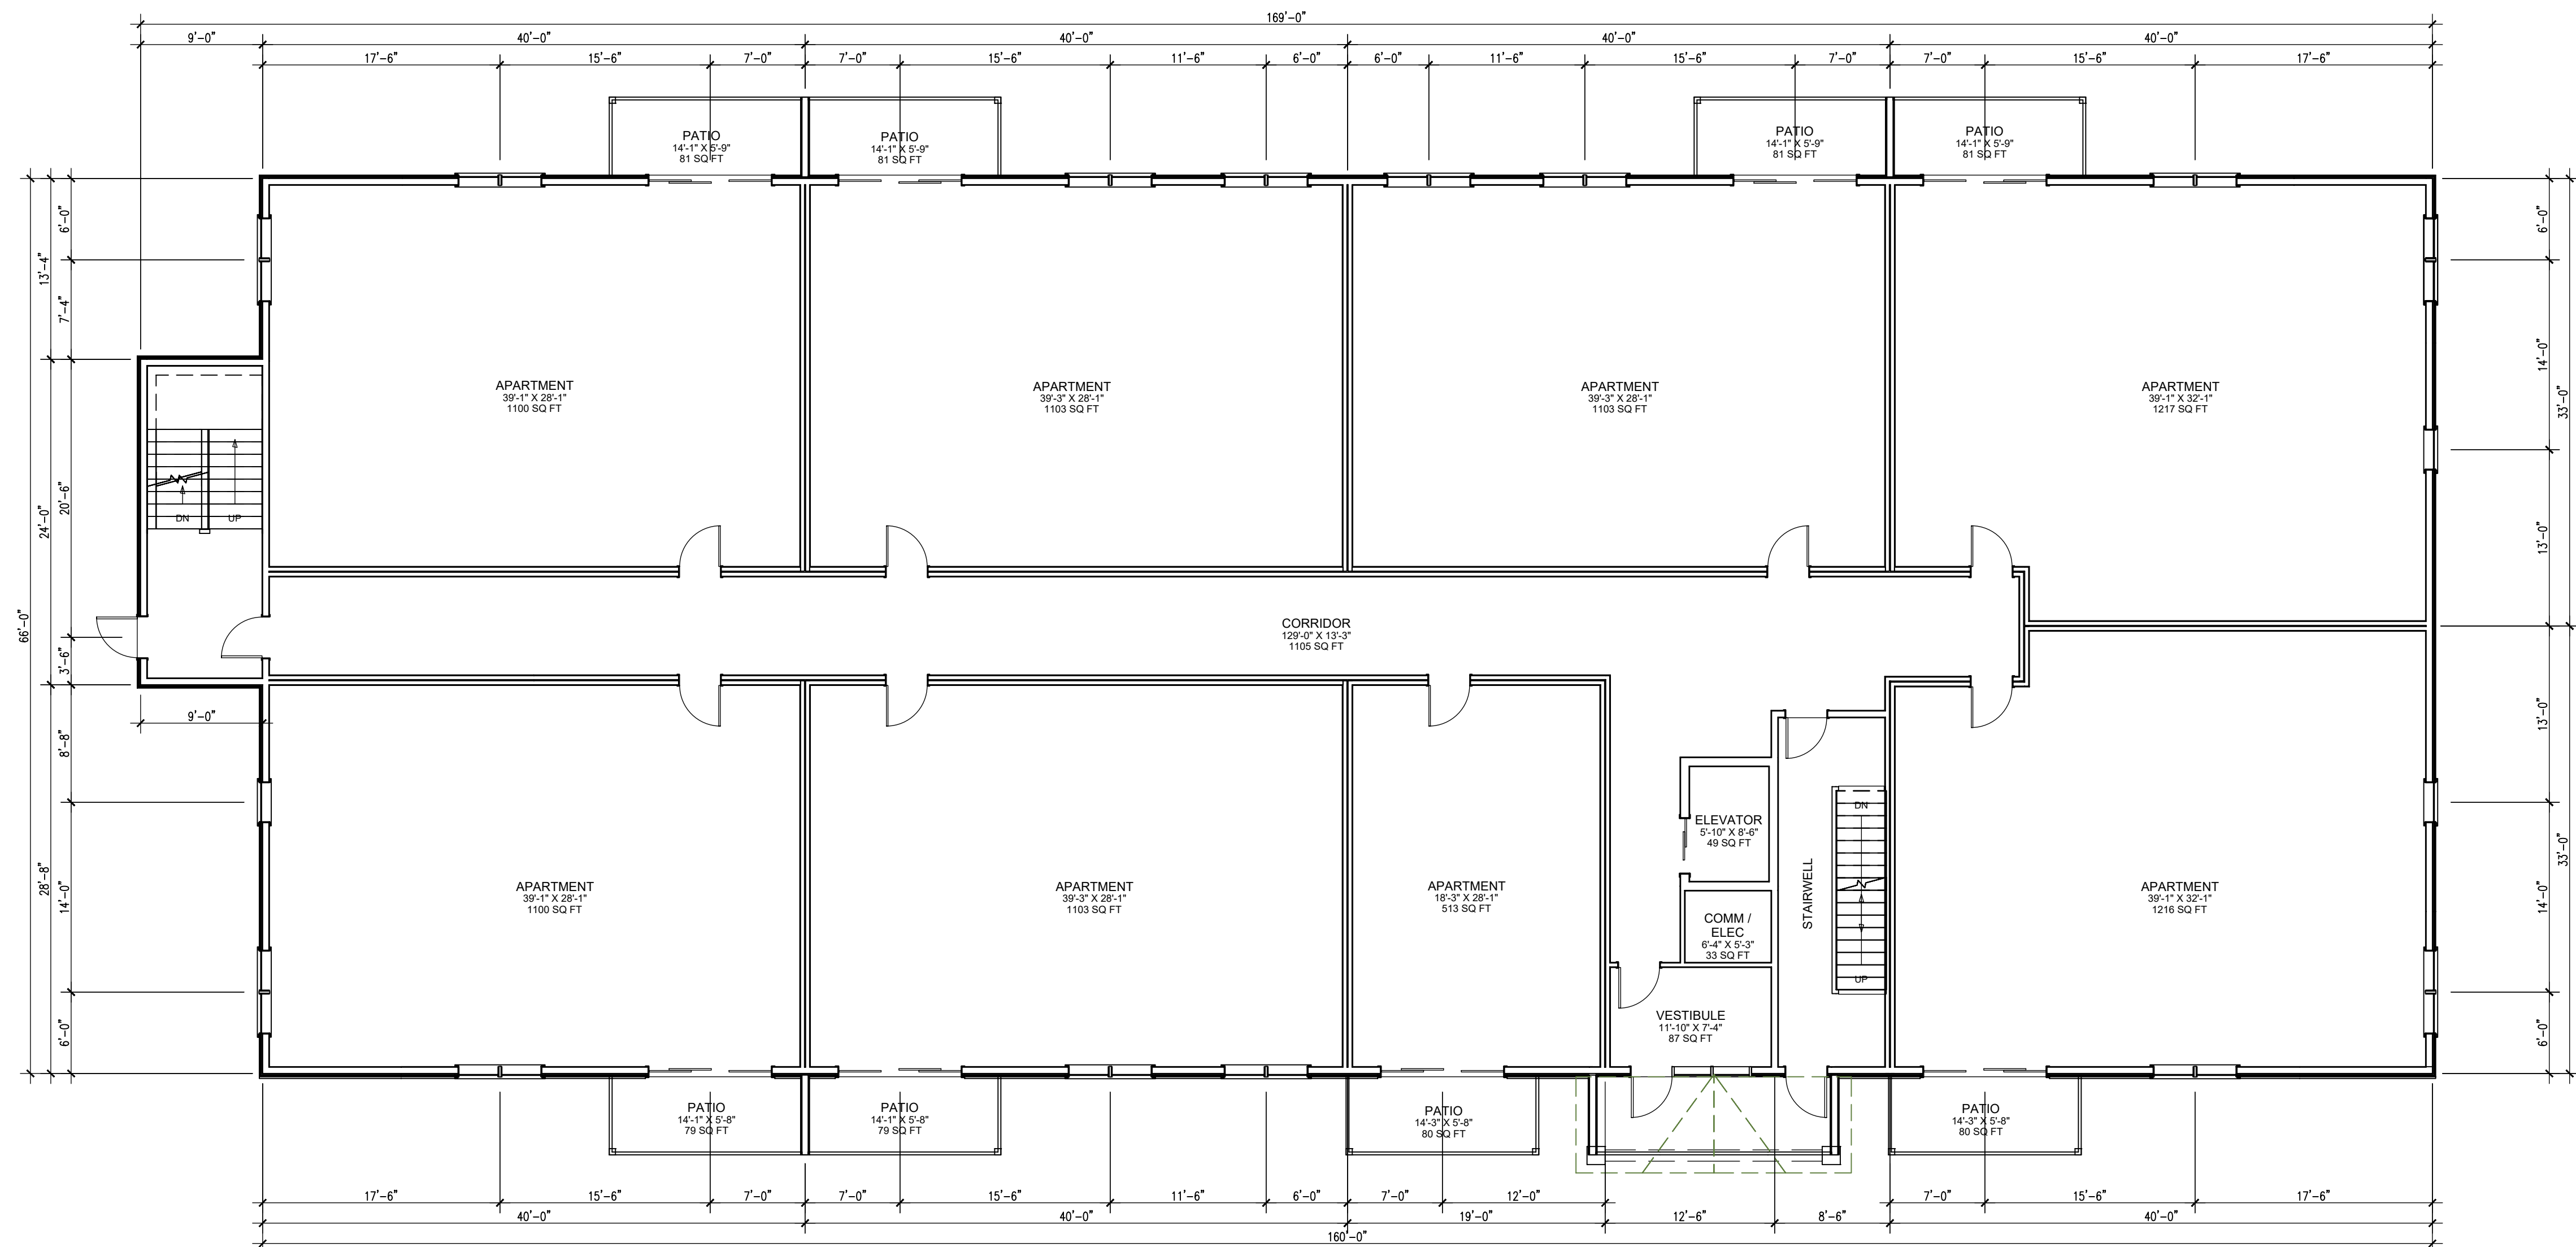 169'-0"
9'-0" 40'-0" 40'-0" 40'-0" 40'-0"
17'-6" 15'-6" 7'-0" 7'-0" 15'-6" 11'-6" 6'-0" 6'-0" 11'-6" 15'-6" 7'-0" 7'-0" 15'-6" 17'-6"
PATIO
14'-1" X 5'-9"
81 SQ FT
PATIO
14'-1" X 5'-9"
81 SQ FT
PATIO
14'-1" X 5'-9"
81 SQ FT
PATIO
14'-1" X 5'-9"
81 SQ FT
66'-0"
13'-4"
24'-0"
28'-8"
6'-0"
7'-4"
20'-6"
3'-6"
8'-8"
14'-0"
6'-0"
9'-0"
APARTMENT
39'-1" X 28'-1"
1100 SQ FT
APARTMENT
39'-3" X 28'-1"
1103 SQ FT
APARTMENT
39'-3" X 28'-1"
1103 SQ FT
APARTMENT
39'-1" X 32'-1"
1217 SQ FT
6'-0"
14'-0"
13'-0"
13'-0"
14'-0"
6'-0"
33'-0"
33'-0"
DN UP
CORRIDOR
129'-0" X 13'-3"
1105 SQ FT
APARTMENT
39'-1" X 28'-1"
1100 SQ FT
APARTMENT
39'-3" X 28'-1"
1103 SQ FT
APARTMENT
18'-3" X 28'-1"
513 SQ FT
ELEVATOR
5'-10" X 8'-6"
49 SQ FT
COMM /
ELEC
6'-4" X 5'-3"
33 SQ FT
STAIRWELL
DN
UP
VESTIBULE
11'-10" X 7'-4"
87 SQ FT
APARTMENT
39'-1" X 32'-1"
1216 SQ FT
PATIO
14'-1" X 5'-8"
79 SQ FT
PATIO
14'-1" X 5'-8"
79 SQ FT
PATIO
14'-3" X 5'-8"
80 SQ FT
PATIO
14'-3" X 5'-8"
80 SQ FT
17'-6" 15'-6" 7'-0" 7'-0" 15'-6" 11'-6" 6'-0" 7'-0" 12'-0" 7'-0" 15'-6" 17'-6"
40'-0" 40'-0" 19'-0" 12'-6" 8'-6" 40'-0"
160'-0"